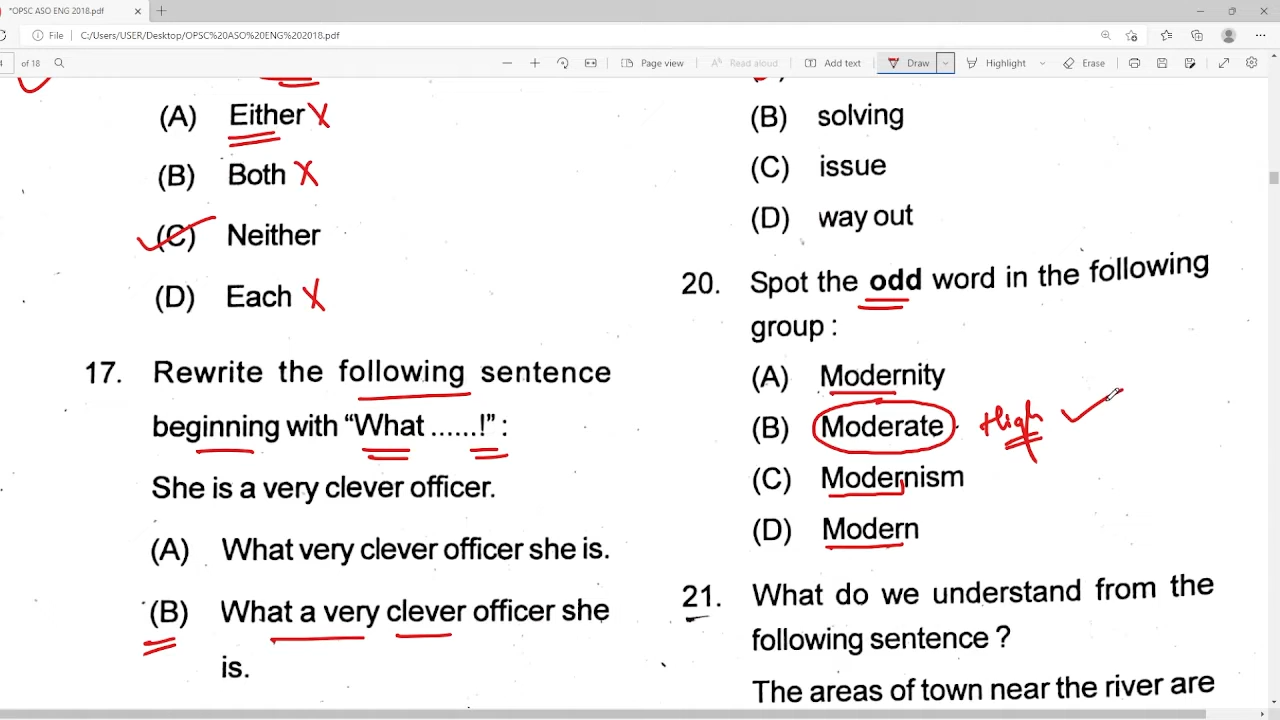 *OPSC ASO ENG 2018.pdf
File C:/Users/USER/Desktop/OPSC%20ASO%20ENG%202018.pdf
4 of 18 Page view Read aloud Add text Draw Highlight Erase
(A) Either X
(B) Both X
(C) Neither
(D) Each X
17. Rewrite the following sentence
beginning with “What ......!” :
She is a very clever officer.
(A) What very clever officer she is.
(B) What a very clever officer she
is.
(B) solving
(C) issue
(D) way out
20. Spot the odd word in the following
group :
(A) Modernity
(B) Moderate High
(C) Modernism
(D) Modern
21. What do we understand from the
following sentence ?
The areas of town near the river are